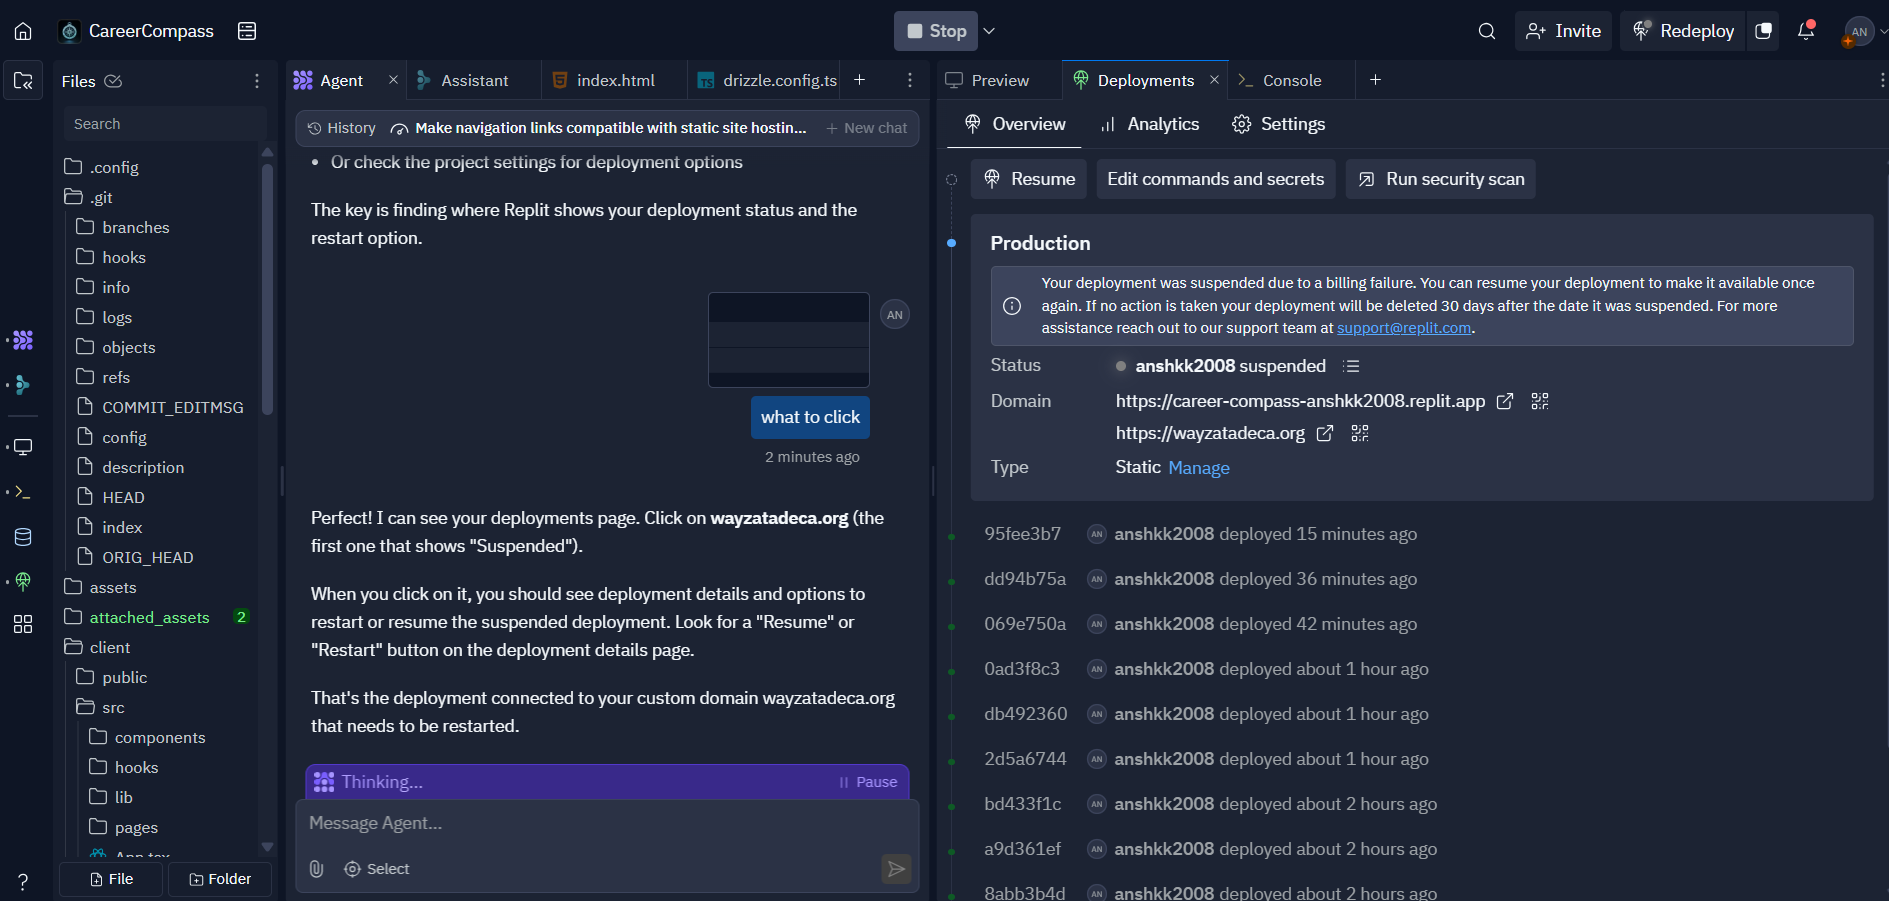 CareerCompass
Stop
Invite
Redeploy
AN
Files
Search
.config
.git
branches
hooks
info
logs
objects
refs
COMMIT_EDITMSG
config
description
HEAD
index
ORIG_HEAD
assets
attached_assets 2
client
public
src
components
hooks
lib
pages
App.tsx
File
Folder
Agent
Assistant
index.html
TS drizzle.config.ts
History
Make navigation links compatible with static site hostin...
New chat
• Or check the project settings for deployment options
The key is finding where Replit shows your deployment status and the
restart option.
AN
what to click
2 minutes ago
Perfect! I can see your deployments page. Click on wayzatadeca.org (the
first one that shows "Suspended").
When you click on it, you should see deployment details and options to
restart or resume the suspended deployment. Look for a "Resume" or
"Restart" button on the deployment details page.
That's the deployment connected to your custom domain wayzatadeca.org
that needs to be restarted.
Thinking...
Pause
Message Agent...
Select
Preview
Deployments
Console
Overview
Analytics
Settings
Resume
Edit commands and secrets
Run security scan
Production
Your deployment was suspended due to a billing failure. You can resume your deployment to make it available once
again. If no action is taken your deployment will be deleted 30 days after the date it was suspended. For more
assistance reach out to our support team at support@replit.com.
Status anshkk2008 suspended
Domain https://career-compass-anshkk2008.replit.app
https://wayzatadeca.org
Type Static Manage
95fee3b7 AN anshkk2008 deployed 15 minutes ago
dd94b75a AN anshkk2008 deployed 36 minutes ago
069e750a AN anshkk2008 deployed 42 minutes ago
0ad3f8c3 AN anshkk2008 deployed about 1 hour ago
db492360 AN anshkk2008 deployed about 1 hour ago
2d5a6744 AN anshkk2008 deployed about 1 hour ago
bd433f1c AN anshkk2008 deployed about 2 hours ago
a9d361ef AN anshkk2008 deployed about 2 hours ago
8abb3b4d AN anshkk2008 deployed about 2 hours ago